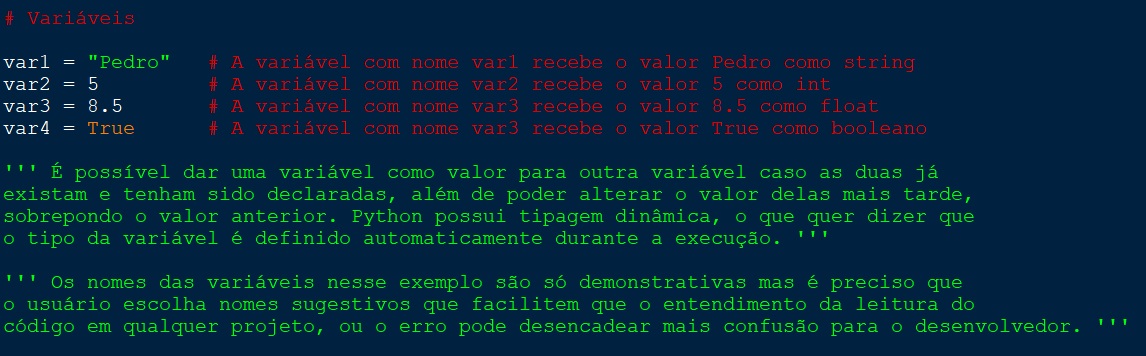 # Variáveis
var1 = "Pedro"   # A variável com nome var1 recebe o valor Pedro como string
var2 = 5         # A variável com nome var2 recebe o valor 5 como int
var3 = 8.5       # A variável com nome var3 recebe o valor 8.5 como float
var4 = True      # A variável com nome var3 recebe o valor True como booleano
''' É possível dar uma variável como valor para outra variável caso as duas já
existam e tenham sido declaradas, além de poder alterar o valor delas mais tarde,
sobrepondo o valor anterior. Python possui tipagem dinâmica, o que quer dizer que
o tipo da variável é definido automaticamente durante a execução. '''
''' Os nomes das variáveis nesse exemplo são só demonstrativas mas é preciso que
o usuário escolha nomes sugestivos que facilitem que o entendimento da leitura do
código em qualquer projeto, ou o erro pode desencadear mais confusão para o desenvolvedor. '''